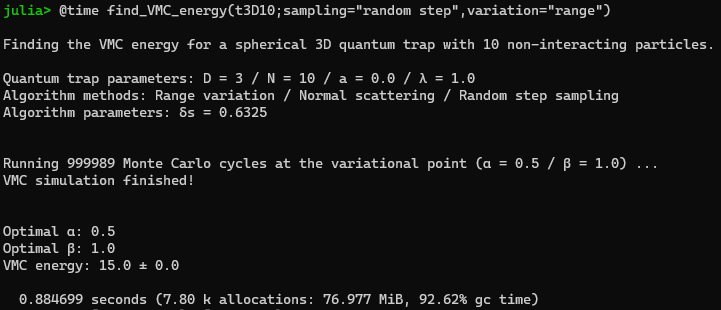 julia> @time find_VMC_energy(t3D10;sampling="random step",variation="range")
Finding the VMC energy for a spherical 3D quantum trap with 10 non-interacting particles.
Quantum trap parameters: D = 3 / N = 10 / a = 0.0 / λ = 1.0
Algorithm methods: Range variation / Normal scattering / Random step sampling
Algorithm parameters: δs = 0.6325
Running 999989 Monte Carlo cycles at the variational point (α = 0.5 / β = 1.0) ...
VMC simulation finished!
Optimal α: 0.5
Optimal β: 1.0
VMC energy: 15.0 ± 0.0
0.884699 seconds (7.80 k allocations: 76.977 MiB, 92.62% gc time)